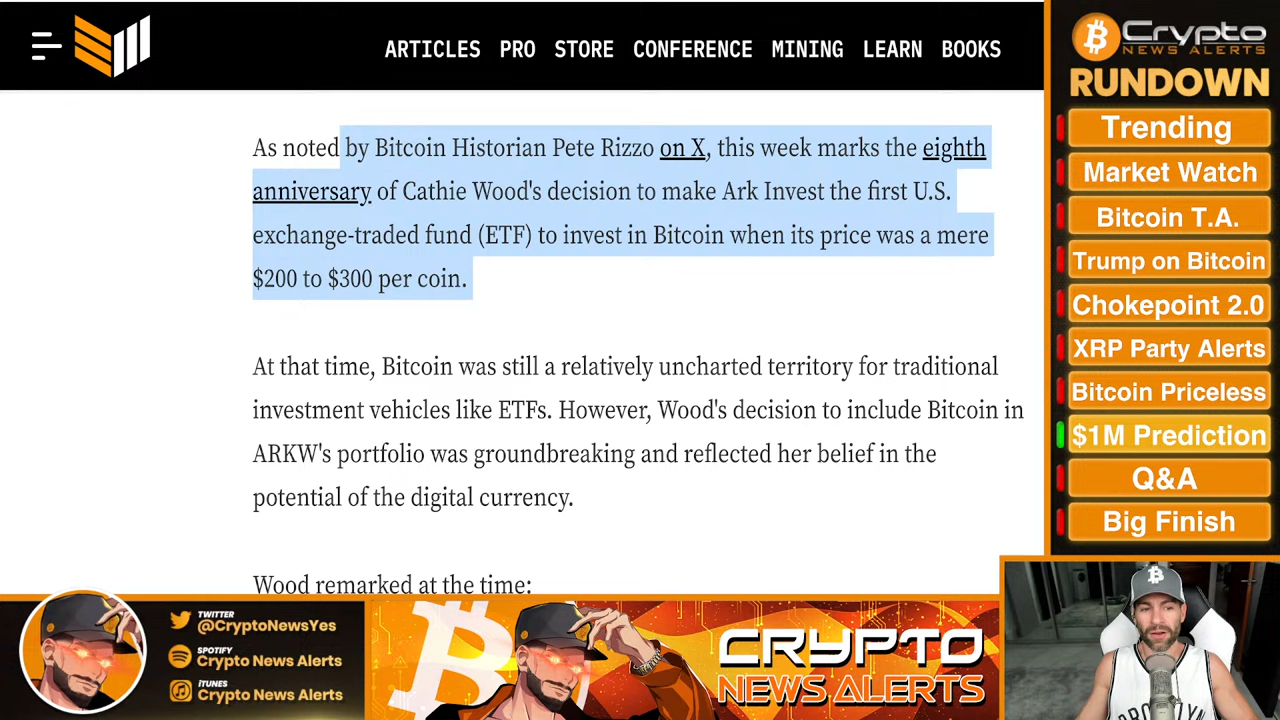 ARTICLES PRO STORE CONFERENCE MINING LEARN BOOKS
As noted by Bitcoin Historian Pete Rizzo on X, this week marks the eighth
anniversary of Cathie Wood's decision to make Ark Invest the first U.S.
exchange-traded fund (ETF) to invest in Bitcoin when its price was a mere
$200 to $300 per coin.
At that time, Bitcoin was still a relatively uncharted territory for traditional
investment vehicles like ETFs. However, Wood's decision to include Bitcoin in
ARKW's portfolio was groundbreaking and reflected her belief in the
potential of the digital currency.
Wood remarked at the time:
Crypto
NEWS ALERTS
RUNDOWN
Trending
Market Watch
Bitcoin T.A.
Trump on Bitcoin
Chokepoint 2.0
XRP Party Alerts
Bitcoin Priceless
$1M Prediction
Q&A
Big Finish
TWITTER
@CryptoNewsYes
SPOTIFY
Crypto News Alerts
iTUNES
Crypto News Alerts
CRYPTO
NEWS ALERTS